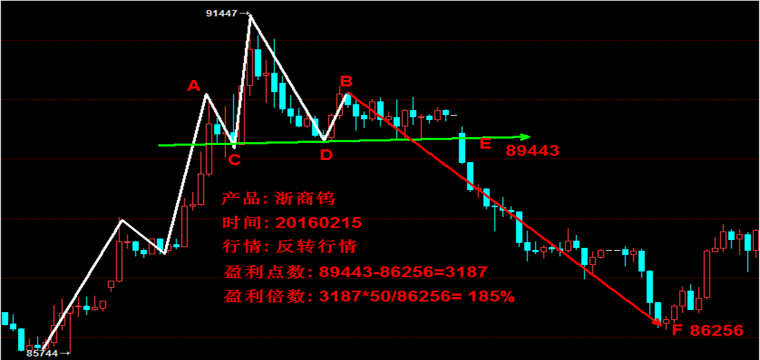 91447
A
B
C
D
E
89443
产品: 浙商钨
时间: 20160215
行情: 反转行情
盈利点数: 89443-86256=3187
盈利倍数: 3187*50/86256= 185%
F 86256
85744